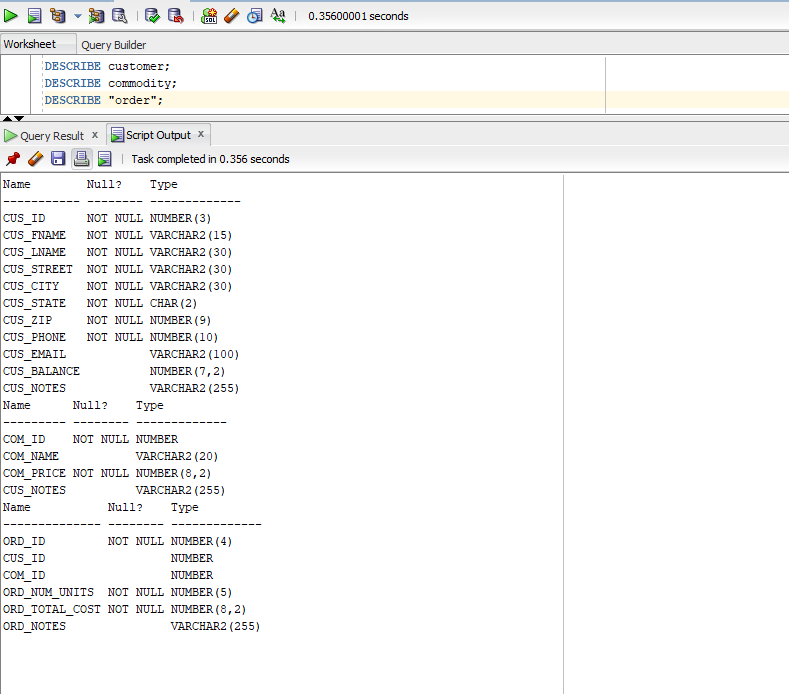 SQL Aa 0.35600001 seconds
Worksheet Query Builder
DESCRIBE customer;
DESCRIBE commodity;
DESCRIBE "order";
Query Result x Script Output x
Task completed in 0.356 seconds
Name        Null?    Type
----------- -------- -------------
CUS_ID      NOT NULL NUMBER(3)
CUS_FNAME   NOT NULL VARCHAR2(15)
CUS_LNAME   NOT NULL VARCHAR2(30)
CUS_STREET  NOT NULL VARCHAR2(30)
CUS_CITY    NOT NULL VARCHAR2(30)
CUS_STATE   NOT NULL CHAR(2)
CUS_ZIP     NOT NULL NUMBER(9)
CUS_PHONE   NOT NULL NUMBER(10)
CUS_EMAIL            VARCHAR2(100)
CUS_BALANCE          NUMBER(7,2)
CUS_NOTES            VARCHAR2(255)
Name      Null?    Type
--------- -------- -------------
COM_ID    NOT NULL NUMBER
COM_NAME           VARCHAR2(20)
COM_PRICE NOT NULL NUMBER(8,2)
CUS_NOTES          VARCHAR2(255)
Name           Null?    Type
-------------- -------- -------------
ORD_ID         NOT NULL NUMBER(4)
CUS_ID                  NUMBER
COM_ID                  NUMBER
ORD_NUM_UNITS  NOT NULL NUMBER(5)
ORD_TOTAL_COST NOT NULL NUMBER(8,2)
ORD_NOTES               VARCHAR2(255)